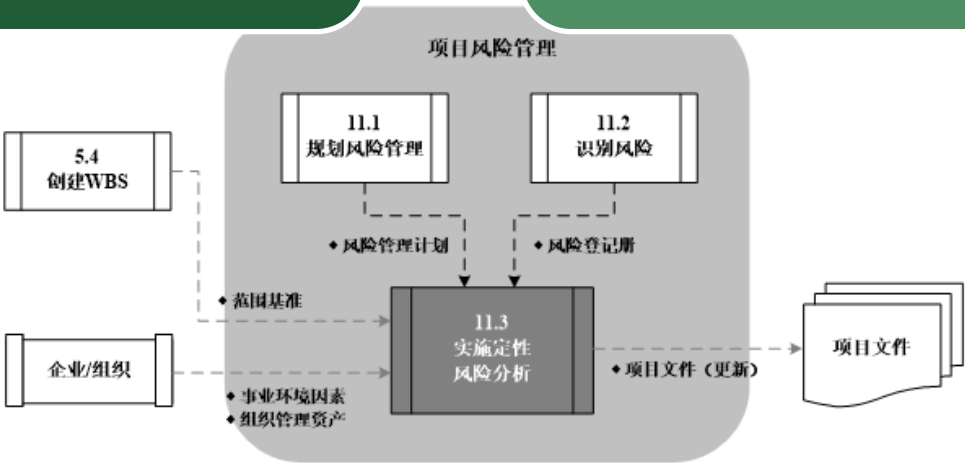 项目风险管理
11.1
规划风险管理
11.2
识别风险
5.4
创建WBS
◆ 风险管理计划
◆ 风险登记册
◆ 范围基准
11.3
实施定性
风险分析
企业/组织
◆ 事业环境因素
◆ 组织管理资产
◆ 项目文件（更新）
项目文件